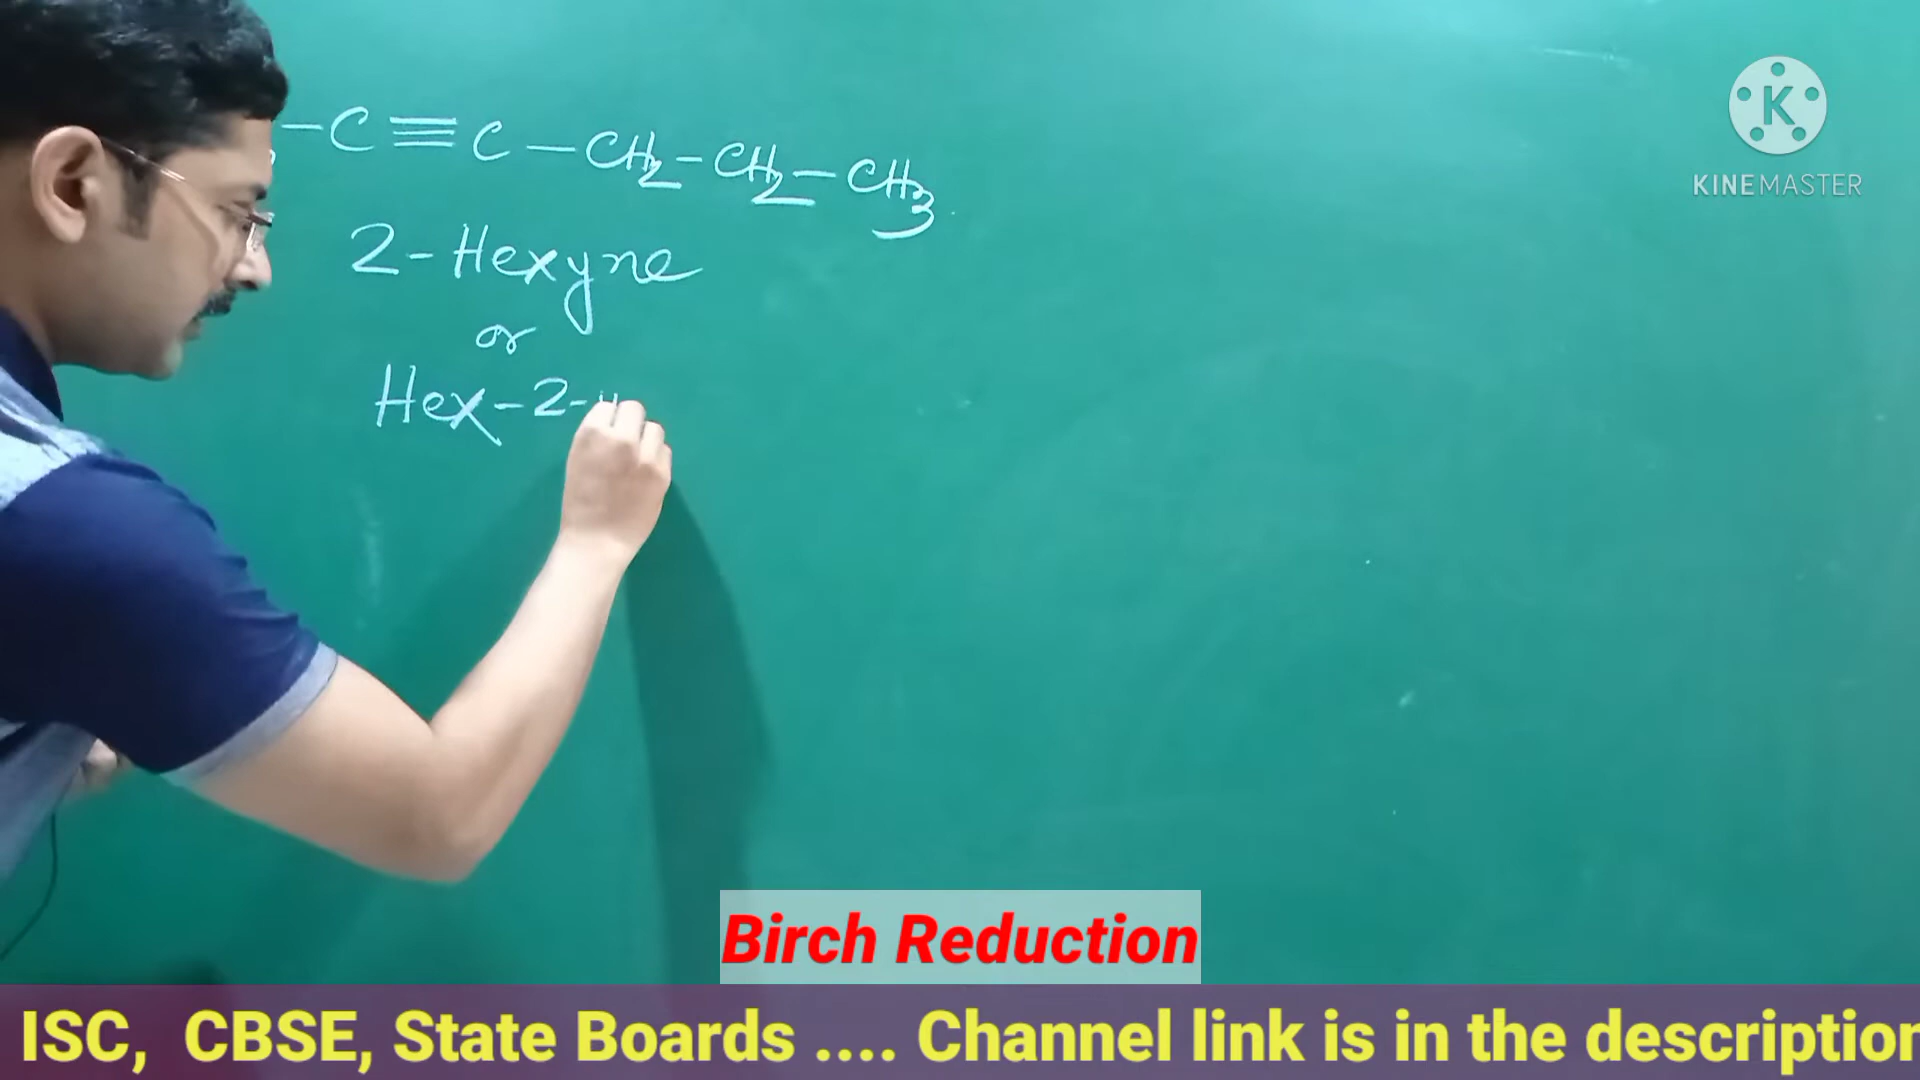 -C≡C-CH2-CH2-CH3
2-Hexyne
or
Hex-2-
KINEMASTER
Birch Reduction
ISC, CBSE, State Boards .... Channel link is in the description